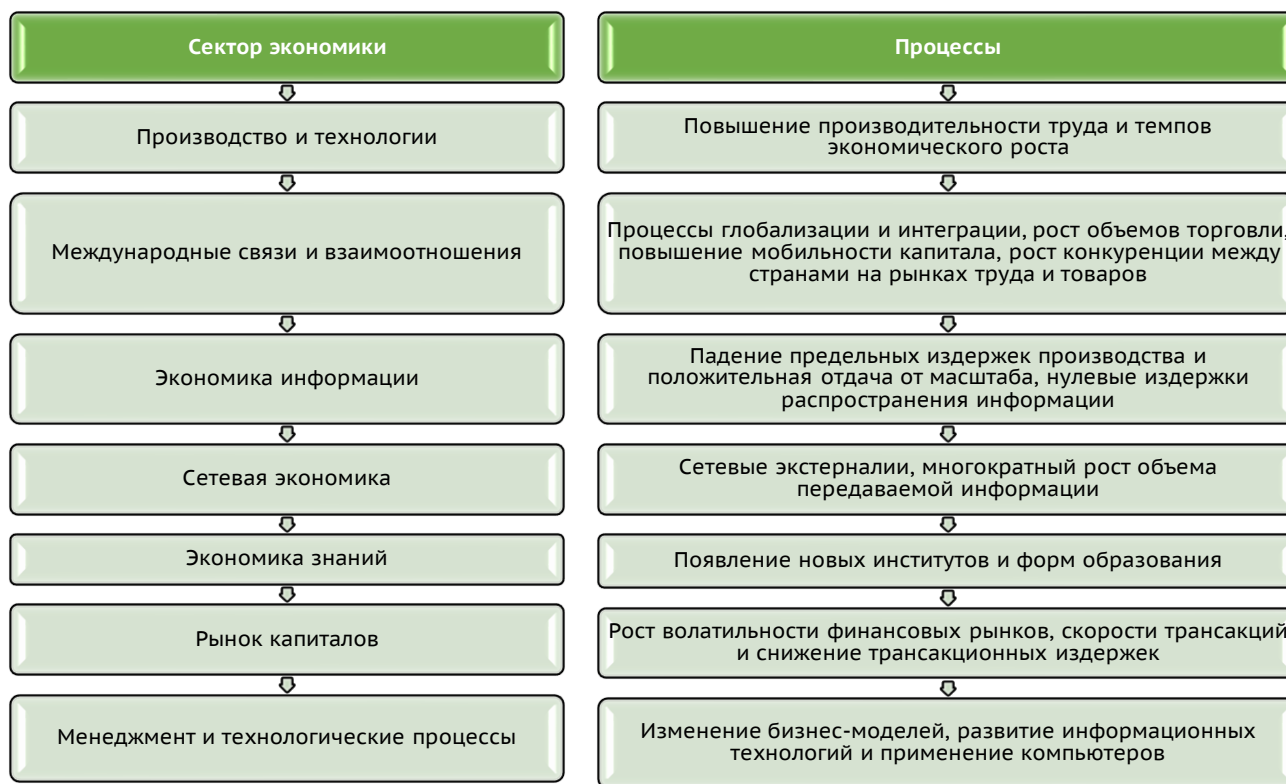 Сектор экономики
Процессы
Производство и технологии
Повышение производительности труда и темпов
экономического роста
Международные связи и взаимоотношения
Процессы глобализации и интеграции, рост объемов торговли,
повышение мобильности капитала, рост конкуренции между
странами на рынках труда и товаров
Экономика информации
Падение предельных издержек производства и
положительная отдача от масштаба, нулевые издержки
распространения информации
Сетевая экономика
Сетевые экстерналии, многократный рост объема
передаваемой информации
Экономика знаний
Появление новых институтов и форм образования
Рынок капиталов
Рост волатильности финансовых рынков, скорости трансакций
и снижение трансакционных издержек
Менеджмент и технологические процессы
Изменение бизнес-моделей, развитие информационных
технологий и применение компьютеров